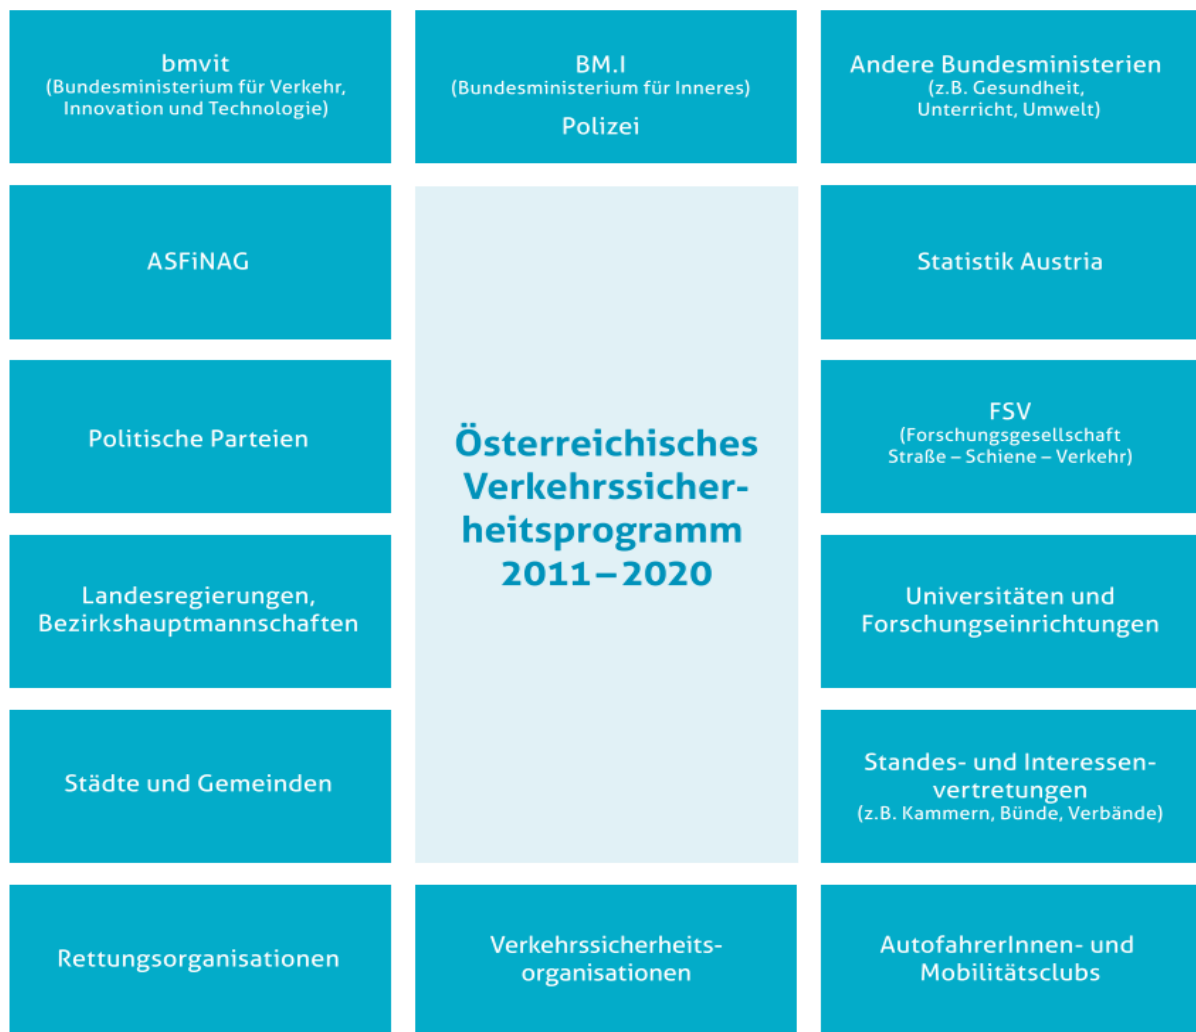 bmvit
(Bundesministerium für Verkehr,
Innovation und Technologie)
BM.I
(Bundesministerium für Inneres)
Polizei
Andere Bundesministerien
(z.B. Gesundheit,
Unterricht, Umwelt)
ASFiNAG
Statistik Austria
Politische Parteien
FSV
(Forschungsgesellschaft
Straße – Schiene – Verkehr)
Österreichisches
Verkehrssicher-
heitsprogramm
2011 – 2020
Landesregierungen,
Bezirkshauptmannschaften
Universitäten und
Forschungseinrichtungen
Städte und Gemeinden
Standes- und Interessen-
vertretungen
(z.B. Kammern, Bünde, Verbände)
Rettungsorganisationen
Verkehrssicherheits-
organisationen
AutofahrerInnen- und
Mobilitätsclubs